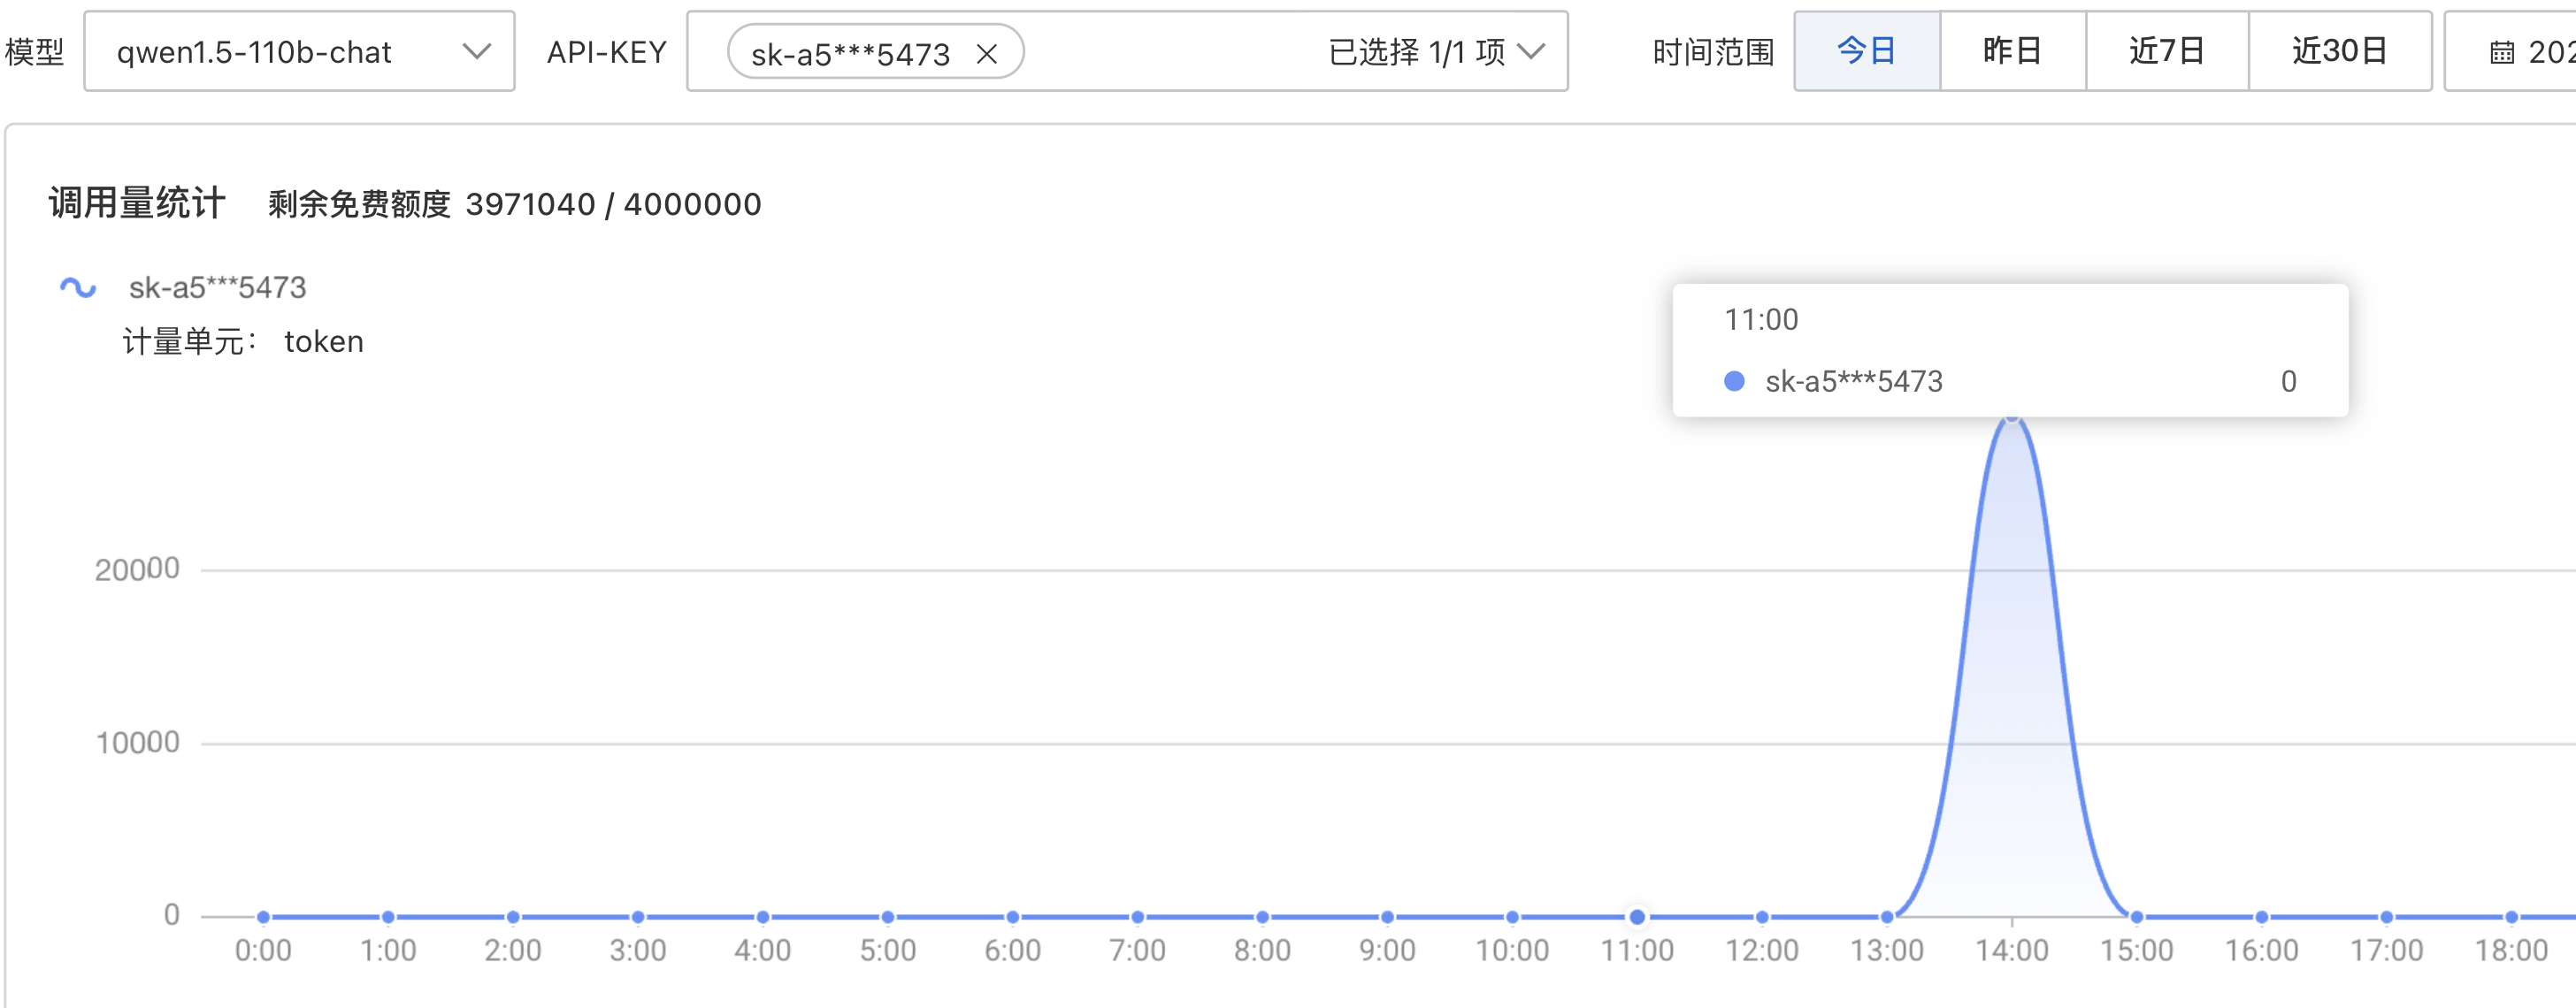 模型 qwen1.5-110b-chat API-KEY sk-a5***5473 已选择 1/1 项 时间范围 今日 昨日 近7日 近30日 202
调用量统计 剩余免费额度 3971040 / 4000000
sk-a5***5473
计量单元： token
11:00
sk-a5***5473 0
20000
10000
0
0:00 1:00 2:00 3:00 4:00 5:00 6:00 7:00 8:00 9:00 10:00 11:00 12:00 13:00 14:00 15:00 16:00 17:00 18:00